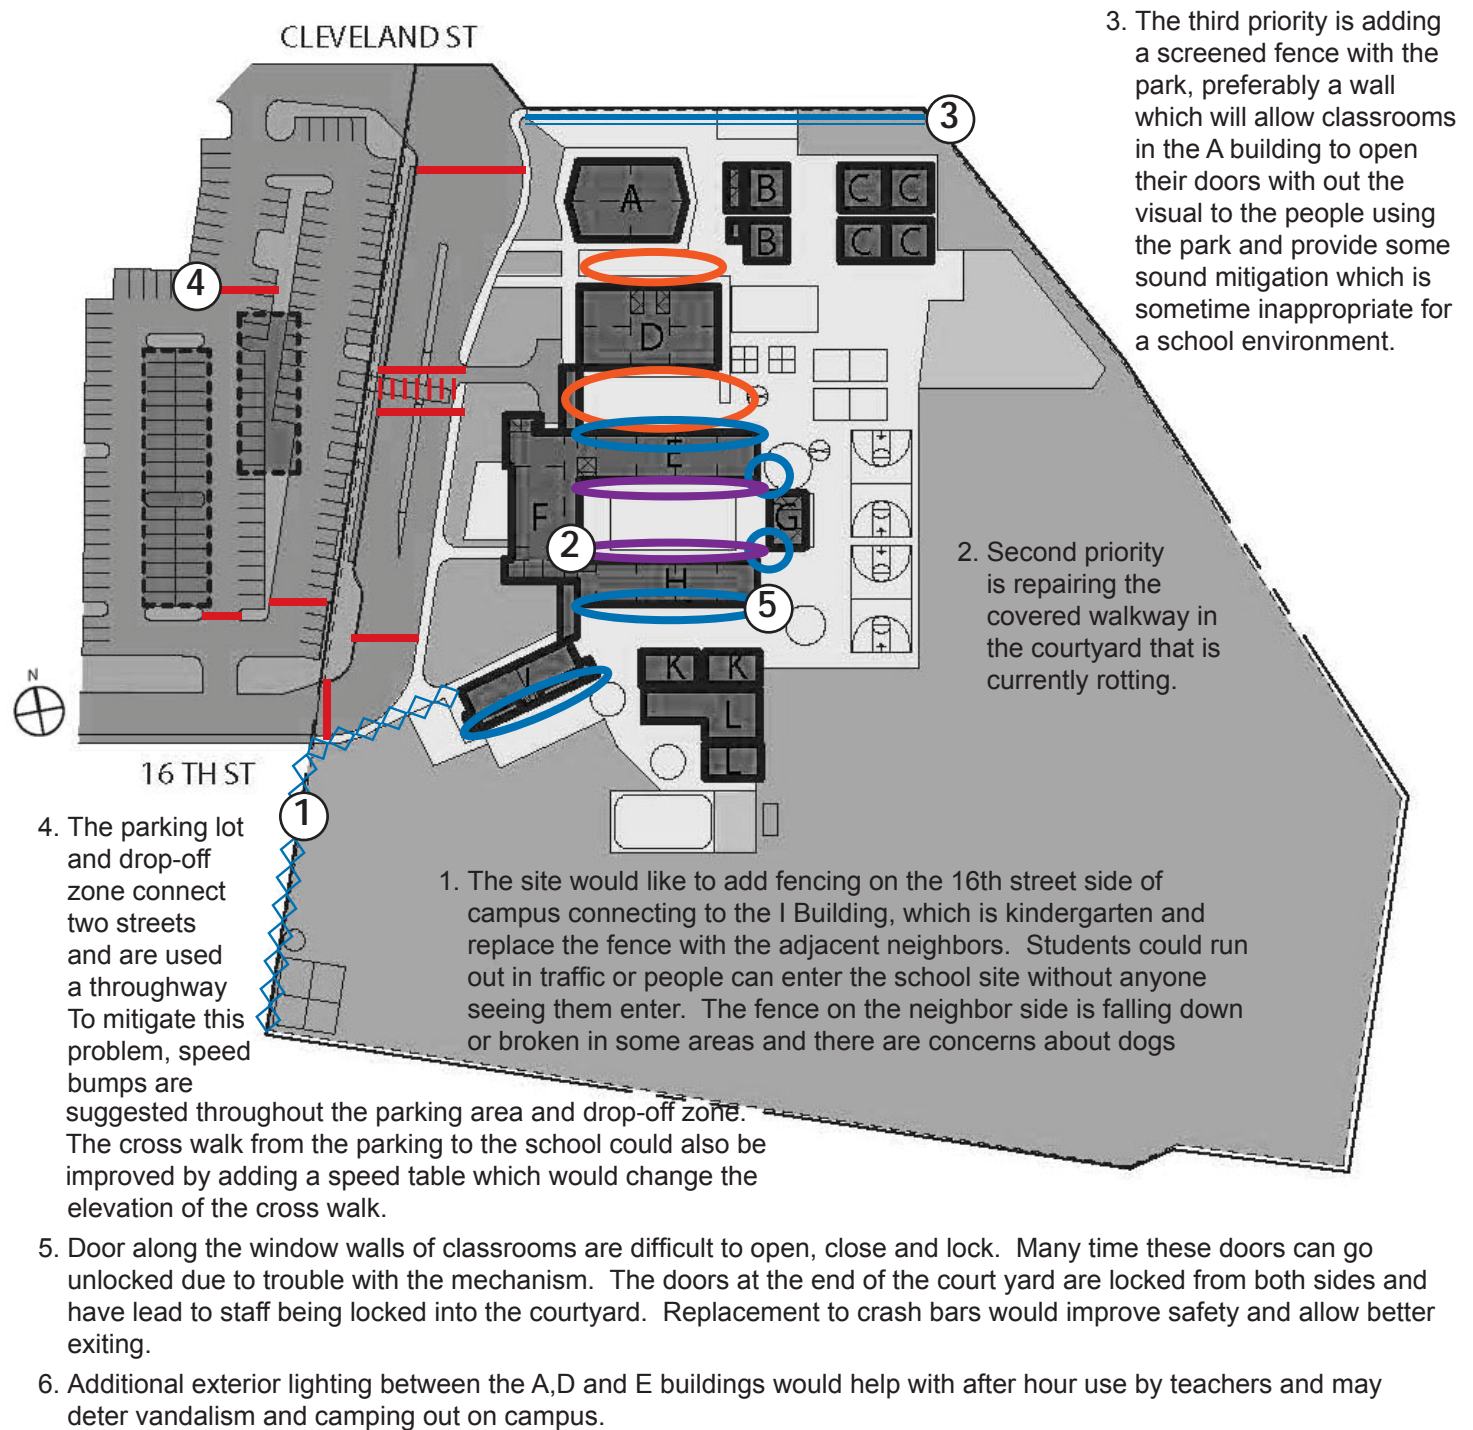 CLEVELAND ST
3. The third priority is adding
a screened fence with the
park, preferably a wall
which will allow classrooms
in the A building to open
their doors with out the
visual to the people using
the park and provide some
sound mitigation which is
sometime inappropriate for
a school environment.
3
A
B
C C
B
C C
4
D
E
F
G
2
H
5
2. Second priority
is repairing the
covered walkway in
the courtyard that is
currently rotting.
I
K K
L
L
N
16 TH ST
1
4. The parking lot
and drop-off
zone connect
two streets
and are used
a throughway
To mitigate this
problem, speed
bumps are
suggested throughout the parking area and drop-off zone.
The cross walk from the parking to the school could also be
improved by adding a speed table which would change the
elevation of the cross walk.
1. The site would like to add fencing on the 16th street side of
campus connecting to the I Building, which is kindergarten and
replace the fence with the adjacent neighbors. Students could run
out in traffic or people can enter the school site without anyone
seeing them enter. The fence on the neighbor side is falling down
or broken in some areas and there are concerns about dogs
5. Door along the window walls of classrooms are difficult to open, close and lock. Many time these doors can go
unlocked due to trouble with the mechanism. The doors at the end of the court yard are locked from both sides and
have lead to staff being locked into the courtyard. Replacement to crash bars would improve safety and allow better
exiting.
6. Additional exterior lighting between the A,D and E buildings would help with after hour use by teachers and may
deter vandalism and camping out on campus.